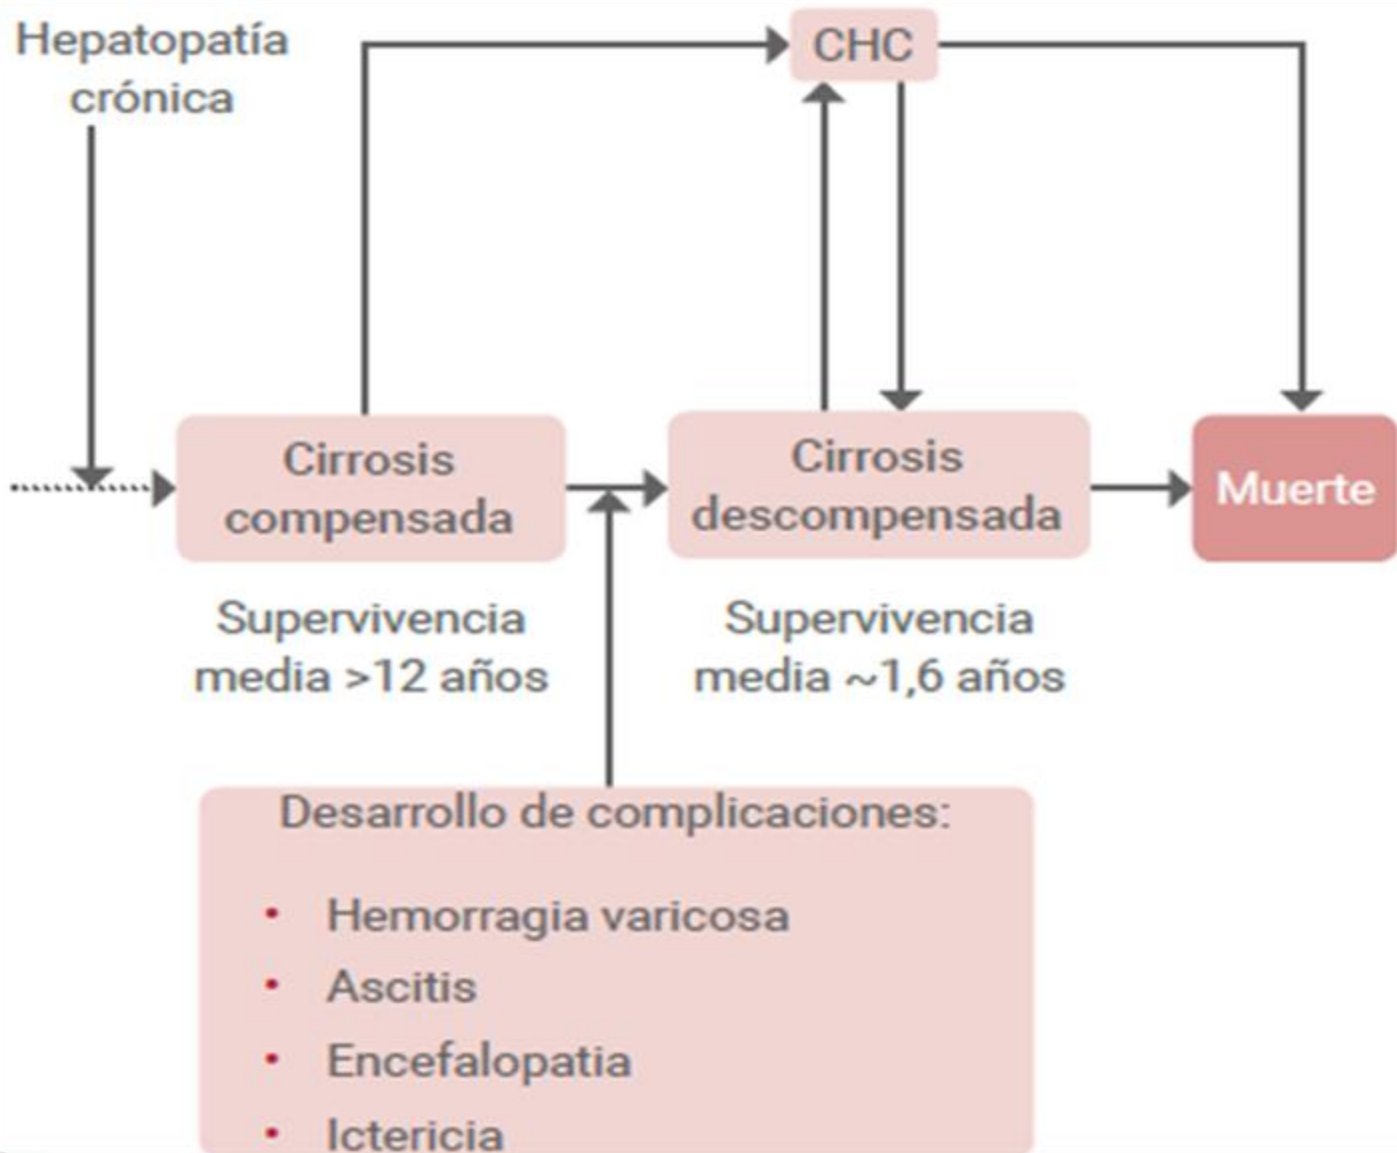 Hepatopatía
crónica
CHC
Cirrosis
compensada
Cirrosis
descompensada
Muerte
Supervivencia
media >12 años
Supervivencia
media ~1,6 años
Desarrollo de complicaciones:
• Hemorragia varicosa
• Ascitis
• Encefalopatia
• Ictericia